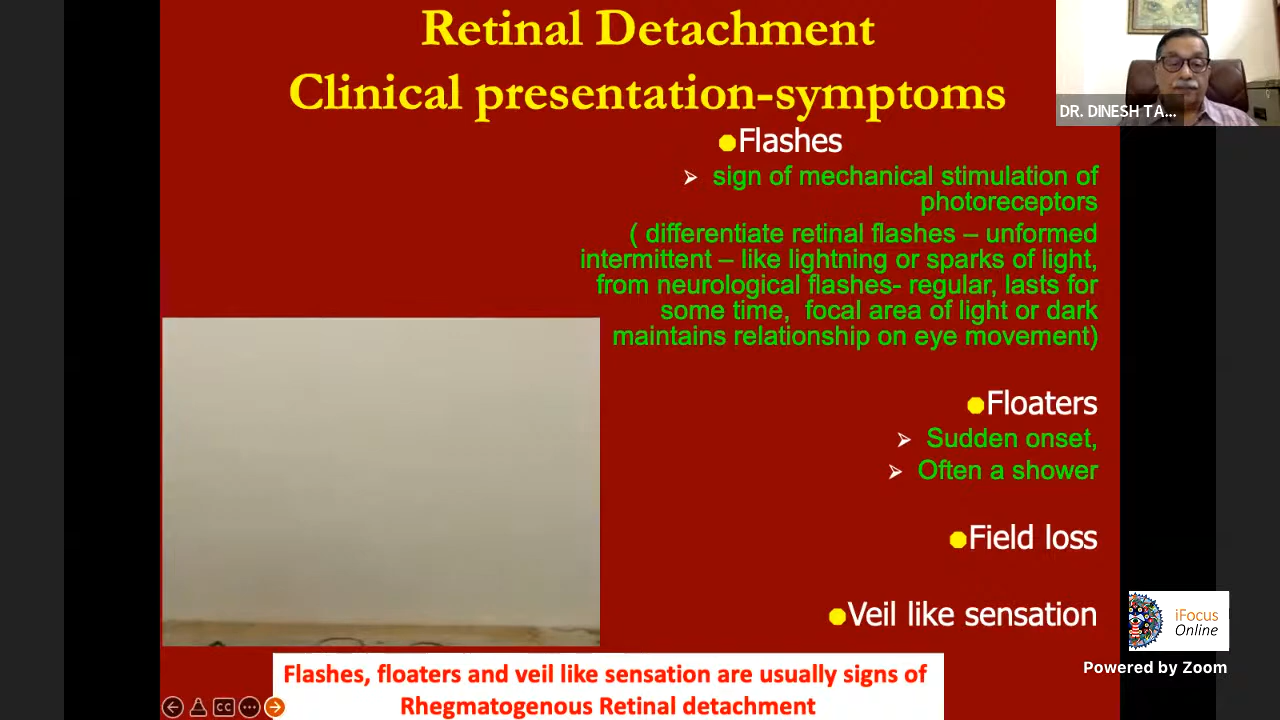 Retinal Detachment
Clinical presentation-symptoms
DR. DINESH TA...
Flashes
sign of mechanical stimulation of
photoreceptors
( differentiate retinal flashes – unformed
intermittent – like lightning or sparks of light,
from neurological flashes- regular, lasts for
some time, focal area of light or dark
maintains relationship on eye movement)
Floaters
Sudden onset,
Often a shower
Field loss
Veil like sensation
iFocus
Online
Powered by Zoom
Flashes, floaters and veil like sensation are usually signs of
Rhegmatogenous Retinal detachment
CC